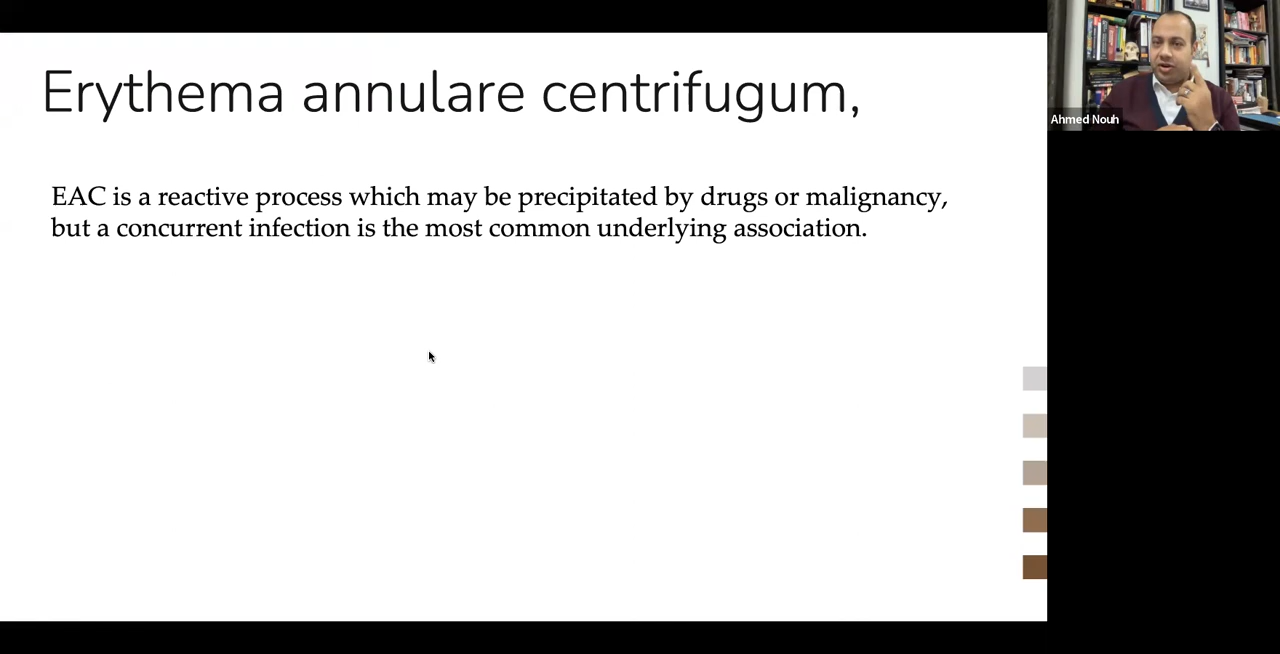 Erythema annulare centrifugum,
EAC is a reactive process which may be precipitated by drugs or malignancy,
but a concurrent infection is the most common underlying association.
Ahmed Nouh